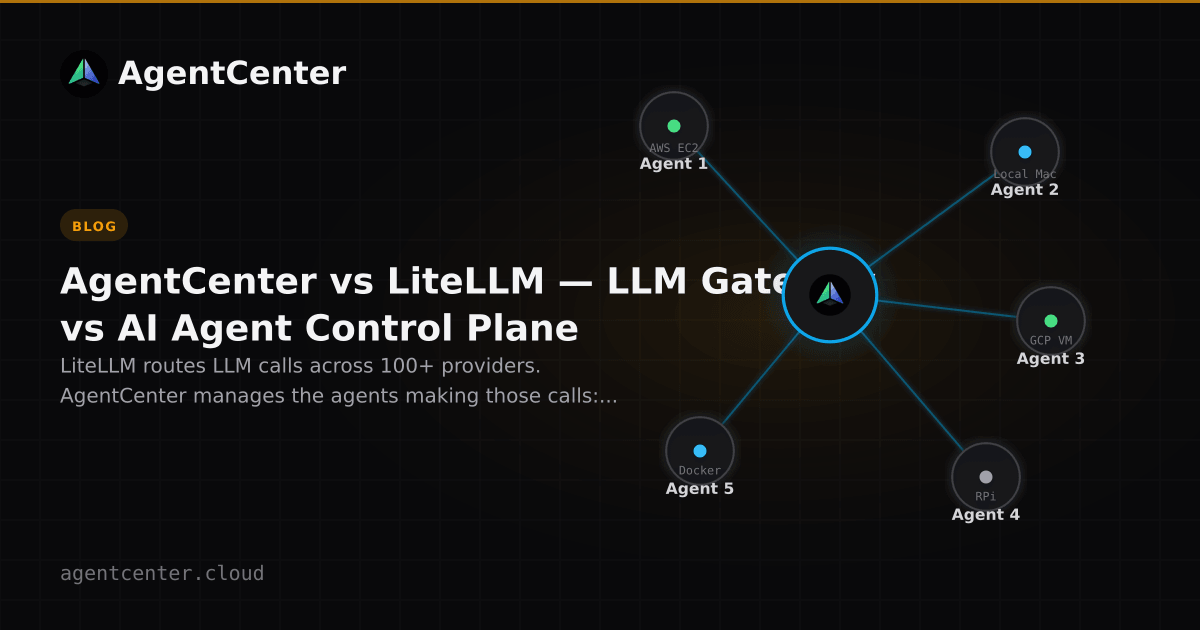 AgentCenter
BLOG
AgentCenter vs LiteLLM — LLM
vs AI Agent Control Plane
LiteLLM routes LLM calls across 100+ providers.
AgentCenter manages the agents making those calls:...
agentcenter.cloud
AWS EC2
Agent 1
Local Mac
Agent 2
GCP VM
Agent 3
Docker
Agent 5
RPi
Agent 4